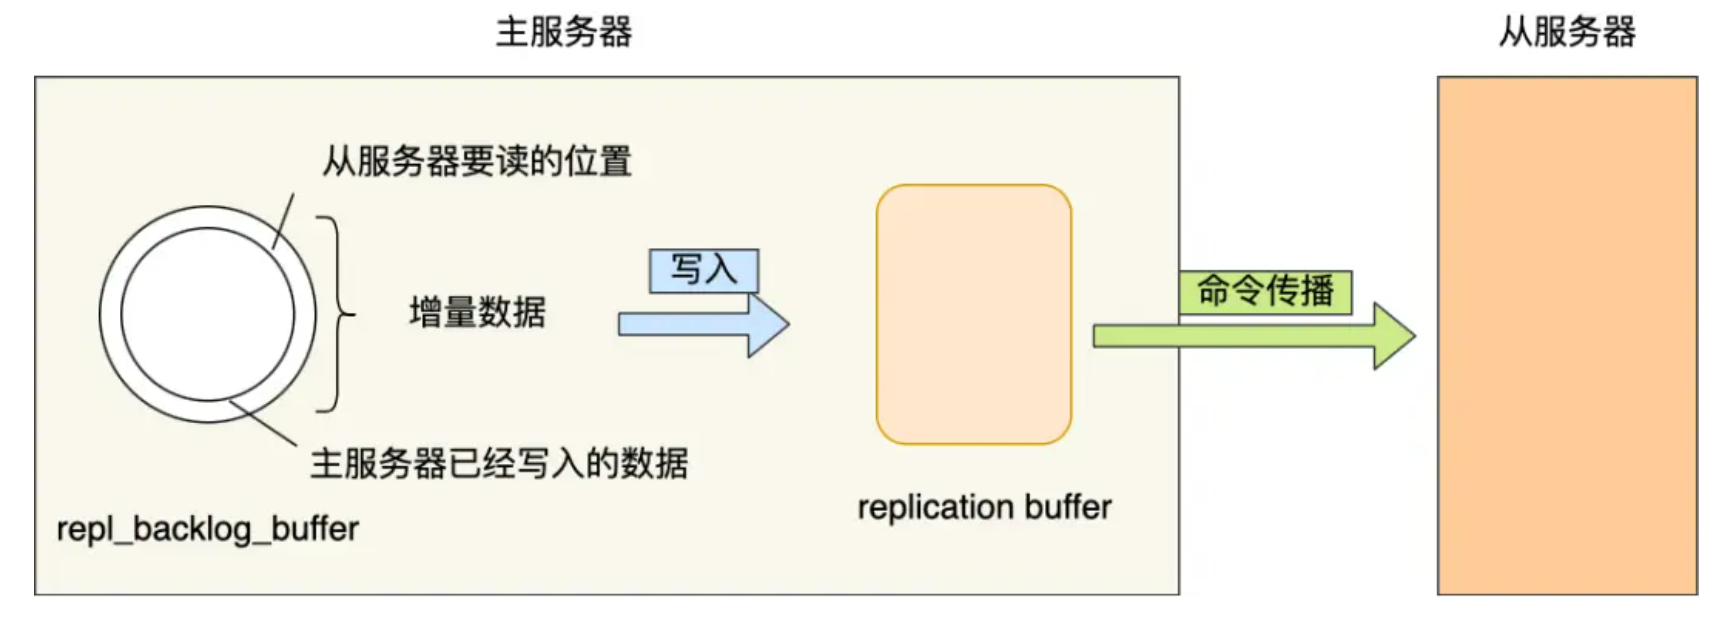 主服务器
从服务器
从服务器要读的位置
写入
命令传播
增量数据
主服务器已经写入的数据
replication buffer
repl_backlog_buffer